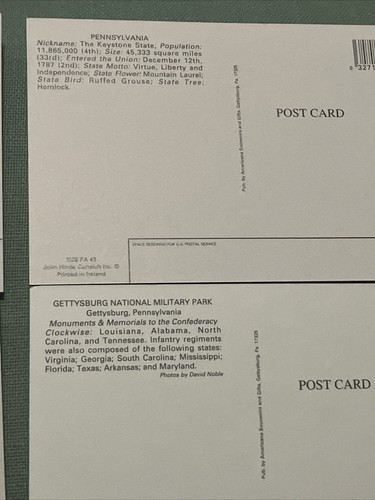 PENNSYLVANIA
Nickname: The Keystone State, Population:
11,865,000 (4th); Size: 45,333 square miles
(33rd); Entered the Union: December 12th,
1787 (2nd); State Motto: Virtue, Liberty and
Independence; State Flower: Mountain Laurel;
State Bird: Ruffed Grouse; State Tree:
Hemlock.
Pub. by Americana Souvenirs and Gifts, Gettysburg, Pa. 17325
POST CARD
0 3271
SPACE RESERVED FOR U.S. POSTAL SERVICE
PA 43
John Hinde Curteich Inc. ©
Printed in Ireland
GETTYSBURG NATIONAL MILITARY PARK
Gettysburg, Pennsylvania
Monuments & Memorials to the Confederacy
Clockwise: Louisiana, Alabama, North
Carolina, and Tennessee. Infantry regiments
were also composed of the following states:
Virginia; Georgia; South Carolina; Mississippi;
Florida; Texas; Arkansas; and Maryland.
Photos by David Noble
Pub. by Americana Souvenirs and Gifts, Gettysburg, Pa. 17325
POST CARD